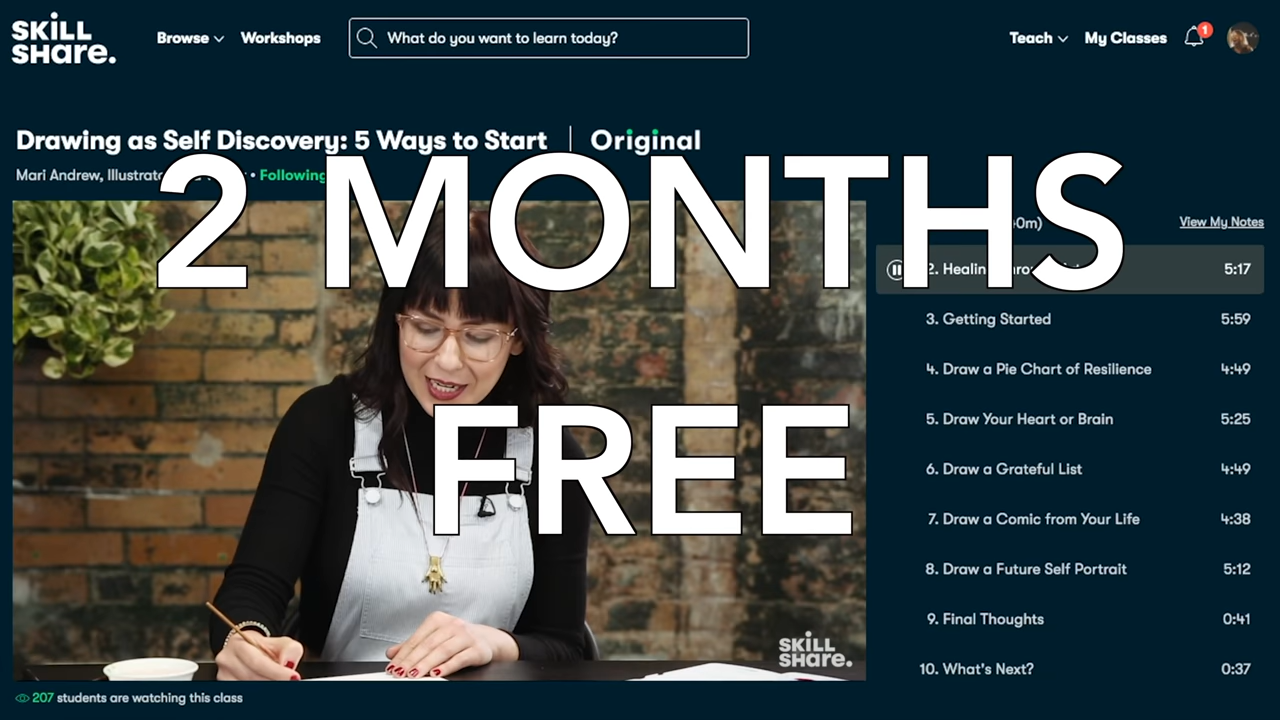 SKILL
SHare.
Browse
Workshops
What do you want to learn today?
Teach
My Classes
1
Drawing as Self Discovery: 5 Ways to Start
Original
Mari Andrew, • Following
2 MONTHS
FREE
View My Notes
2. 5:17
3. Getting Started 5:59
4. Draw a Pie Chart of Resilience 4:49
5. Draw Your Heart or Brain 5:25
6. Draw a Grateful List 4:49
7. Draw a Comic from Your Life 4:38
8. Draw a Future Self Portrait 5:12
9. Final Thoughts 0:41
10. What's Next? 0:37
SKILL
SHare.
207 students are watching this class